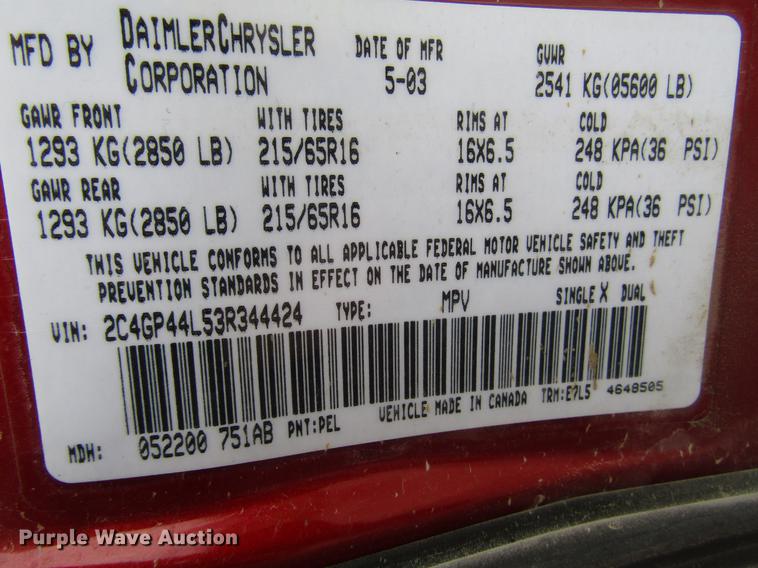 MFD BY DAIMLERCHRYSLER CORPORATION DATE OF MFR 5-03 GVWR 2541 KG(05600 LB)
GAWR FRONT WITH TIRES RIMS AT COLD
1293 KG(2850 LB) 215/65R16 16X6.5 248 KPA(36 PSI)
GAWR REAR WITH TIRES RIMS AT COLD
1293 KG(2850 LB) 215/65R16 16X6.5 248 KPA(36 PSI)
THIS VEHICLE CONFORMS TO ALL APPLICABLE FEDERAL MOTOR VEHICLE SAFETY AND THEFT
PREVENTION STANDARDS IN EFFECT ON THE DATE OF MANUFACTURE SHOWN ABOVE.
VIN: 2C4GP44L53R344424 TYPE: MPV SINGLE X DUAL
MDH: 052200 751AB PNT:PEL VEHICLE MADE IN CANADA TRM:E7L5 4648505
Purple Wave Auction